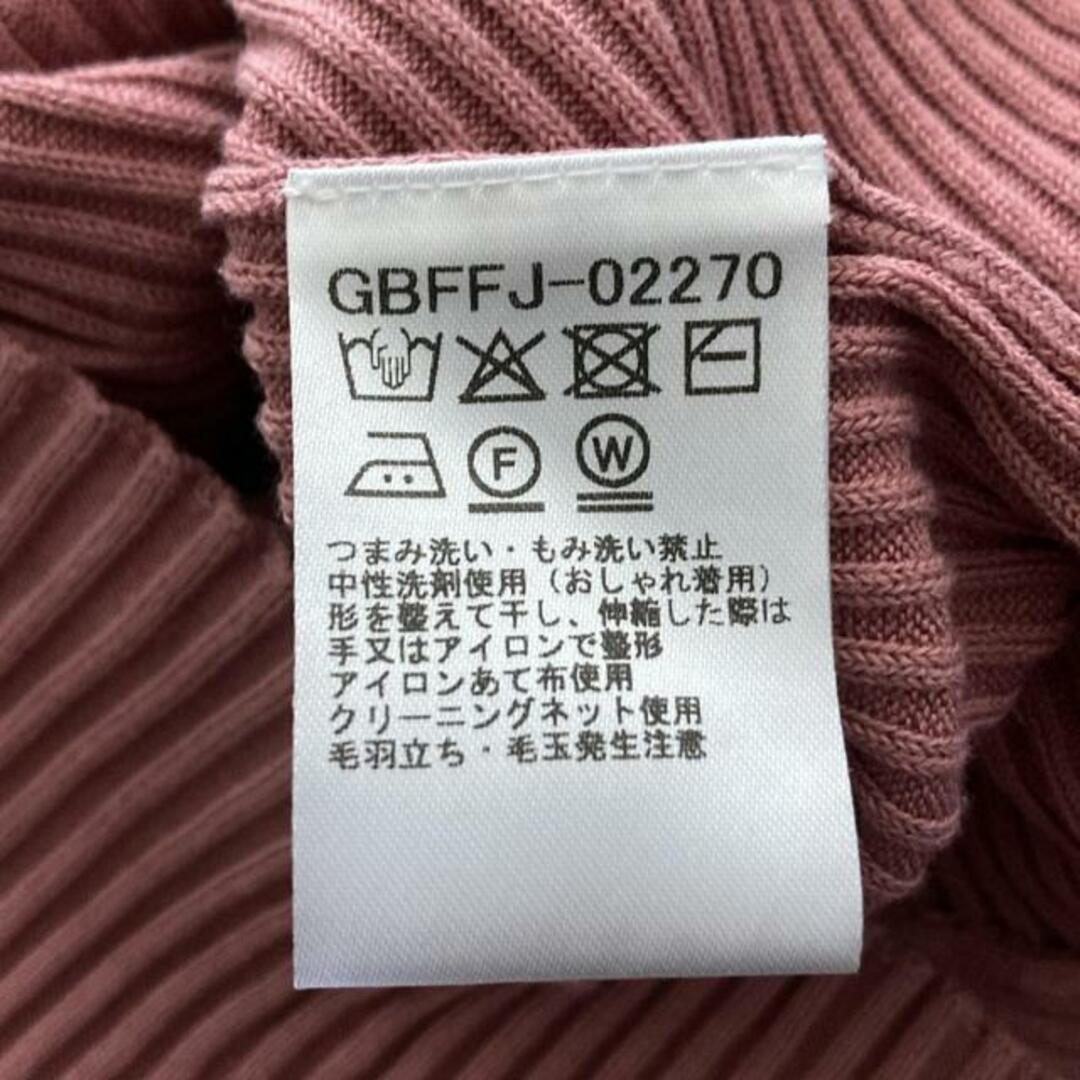 GBFFJ-02270
F W
つまみ洗い・もみ洗い禁止
中性洗剤使用（おしゃれ着用）
形を整えて干し、伸縮した際は
手又はアイロンで整形
アイロンあて布使用
クリーニングネット使用
毛羽立ち・毛玉発生注意